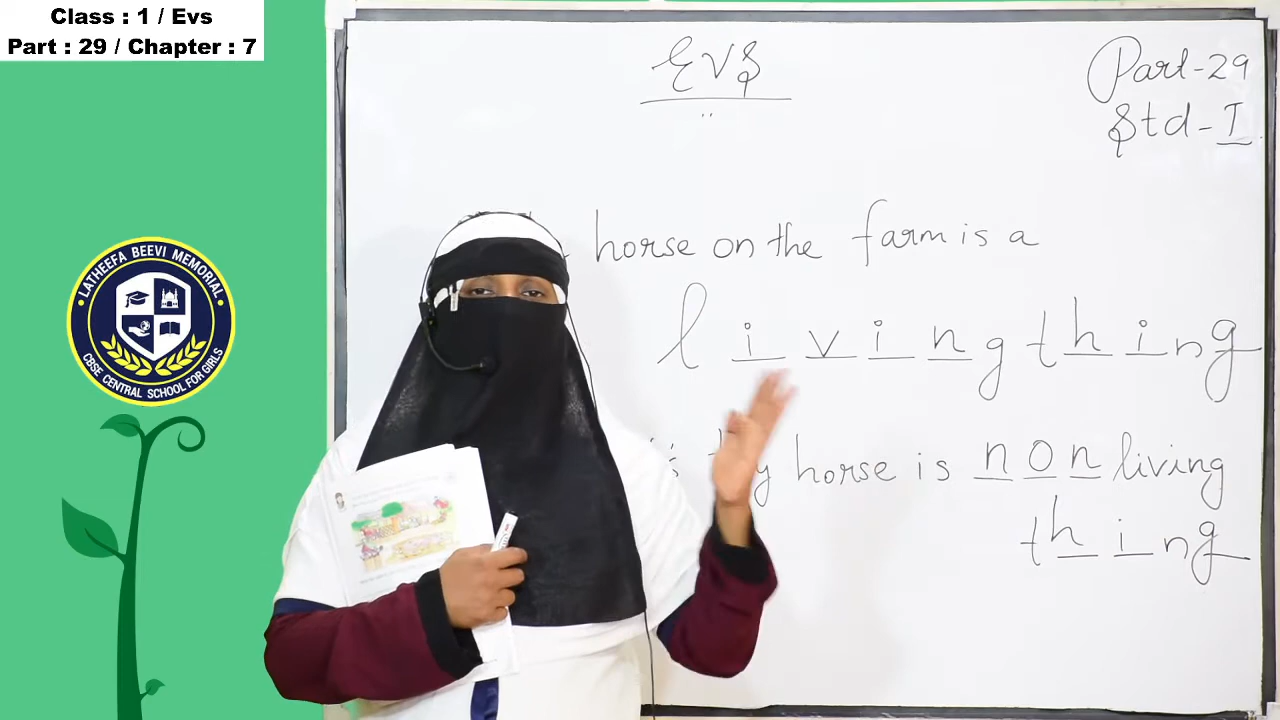 Class : 1 / Evs
Part : 29 / Chapter : 7
EVS
Part-29
Std-I
horse on the farm is a
living thing
horse is non living
thing
LATHEEFA BEEVI MEMORIAL
CBSE CENTRAL SCHOOL FOR GIRLS